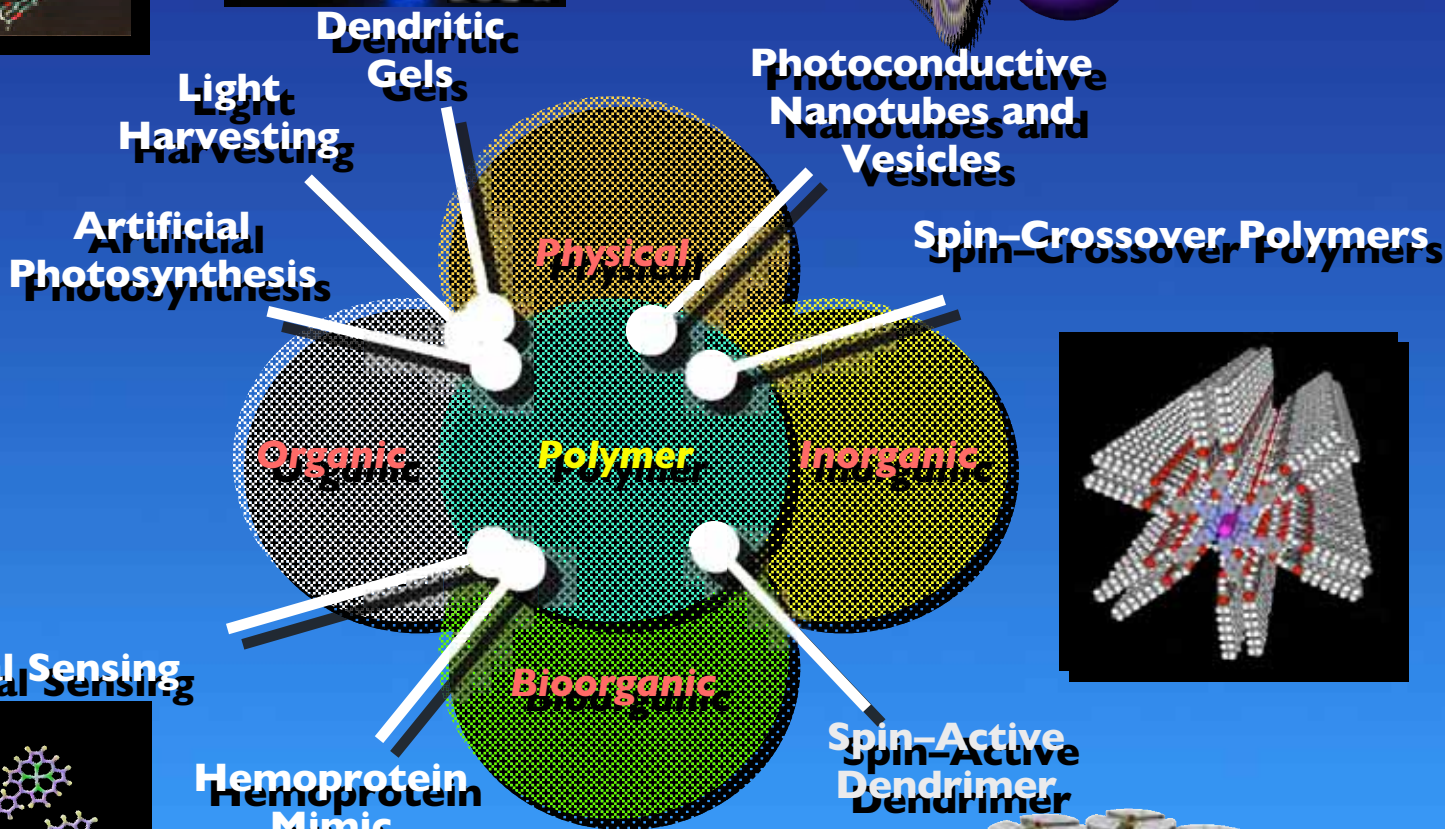 Dendritic
Gels
Light
Harvesting
Photoconductive
Nanotubes and
Vesicles
Artificial
Photosynthesis
Spin–Crossover Polymers
Physical
Organic
Polymer
Inorganic
Bioorganic
Sensing
Spin–Active
Dendrimer
Hemoprotein
Mimic